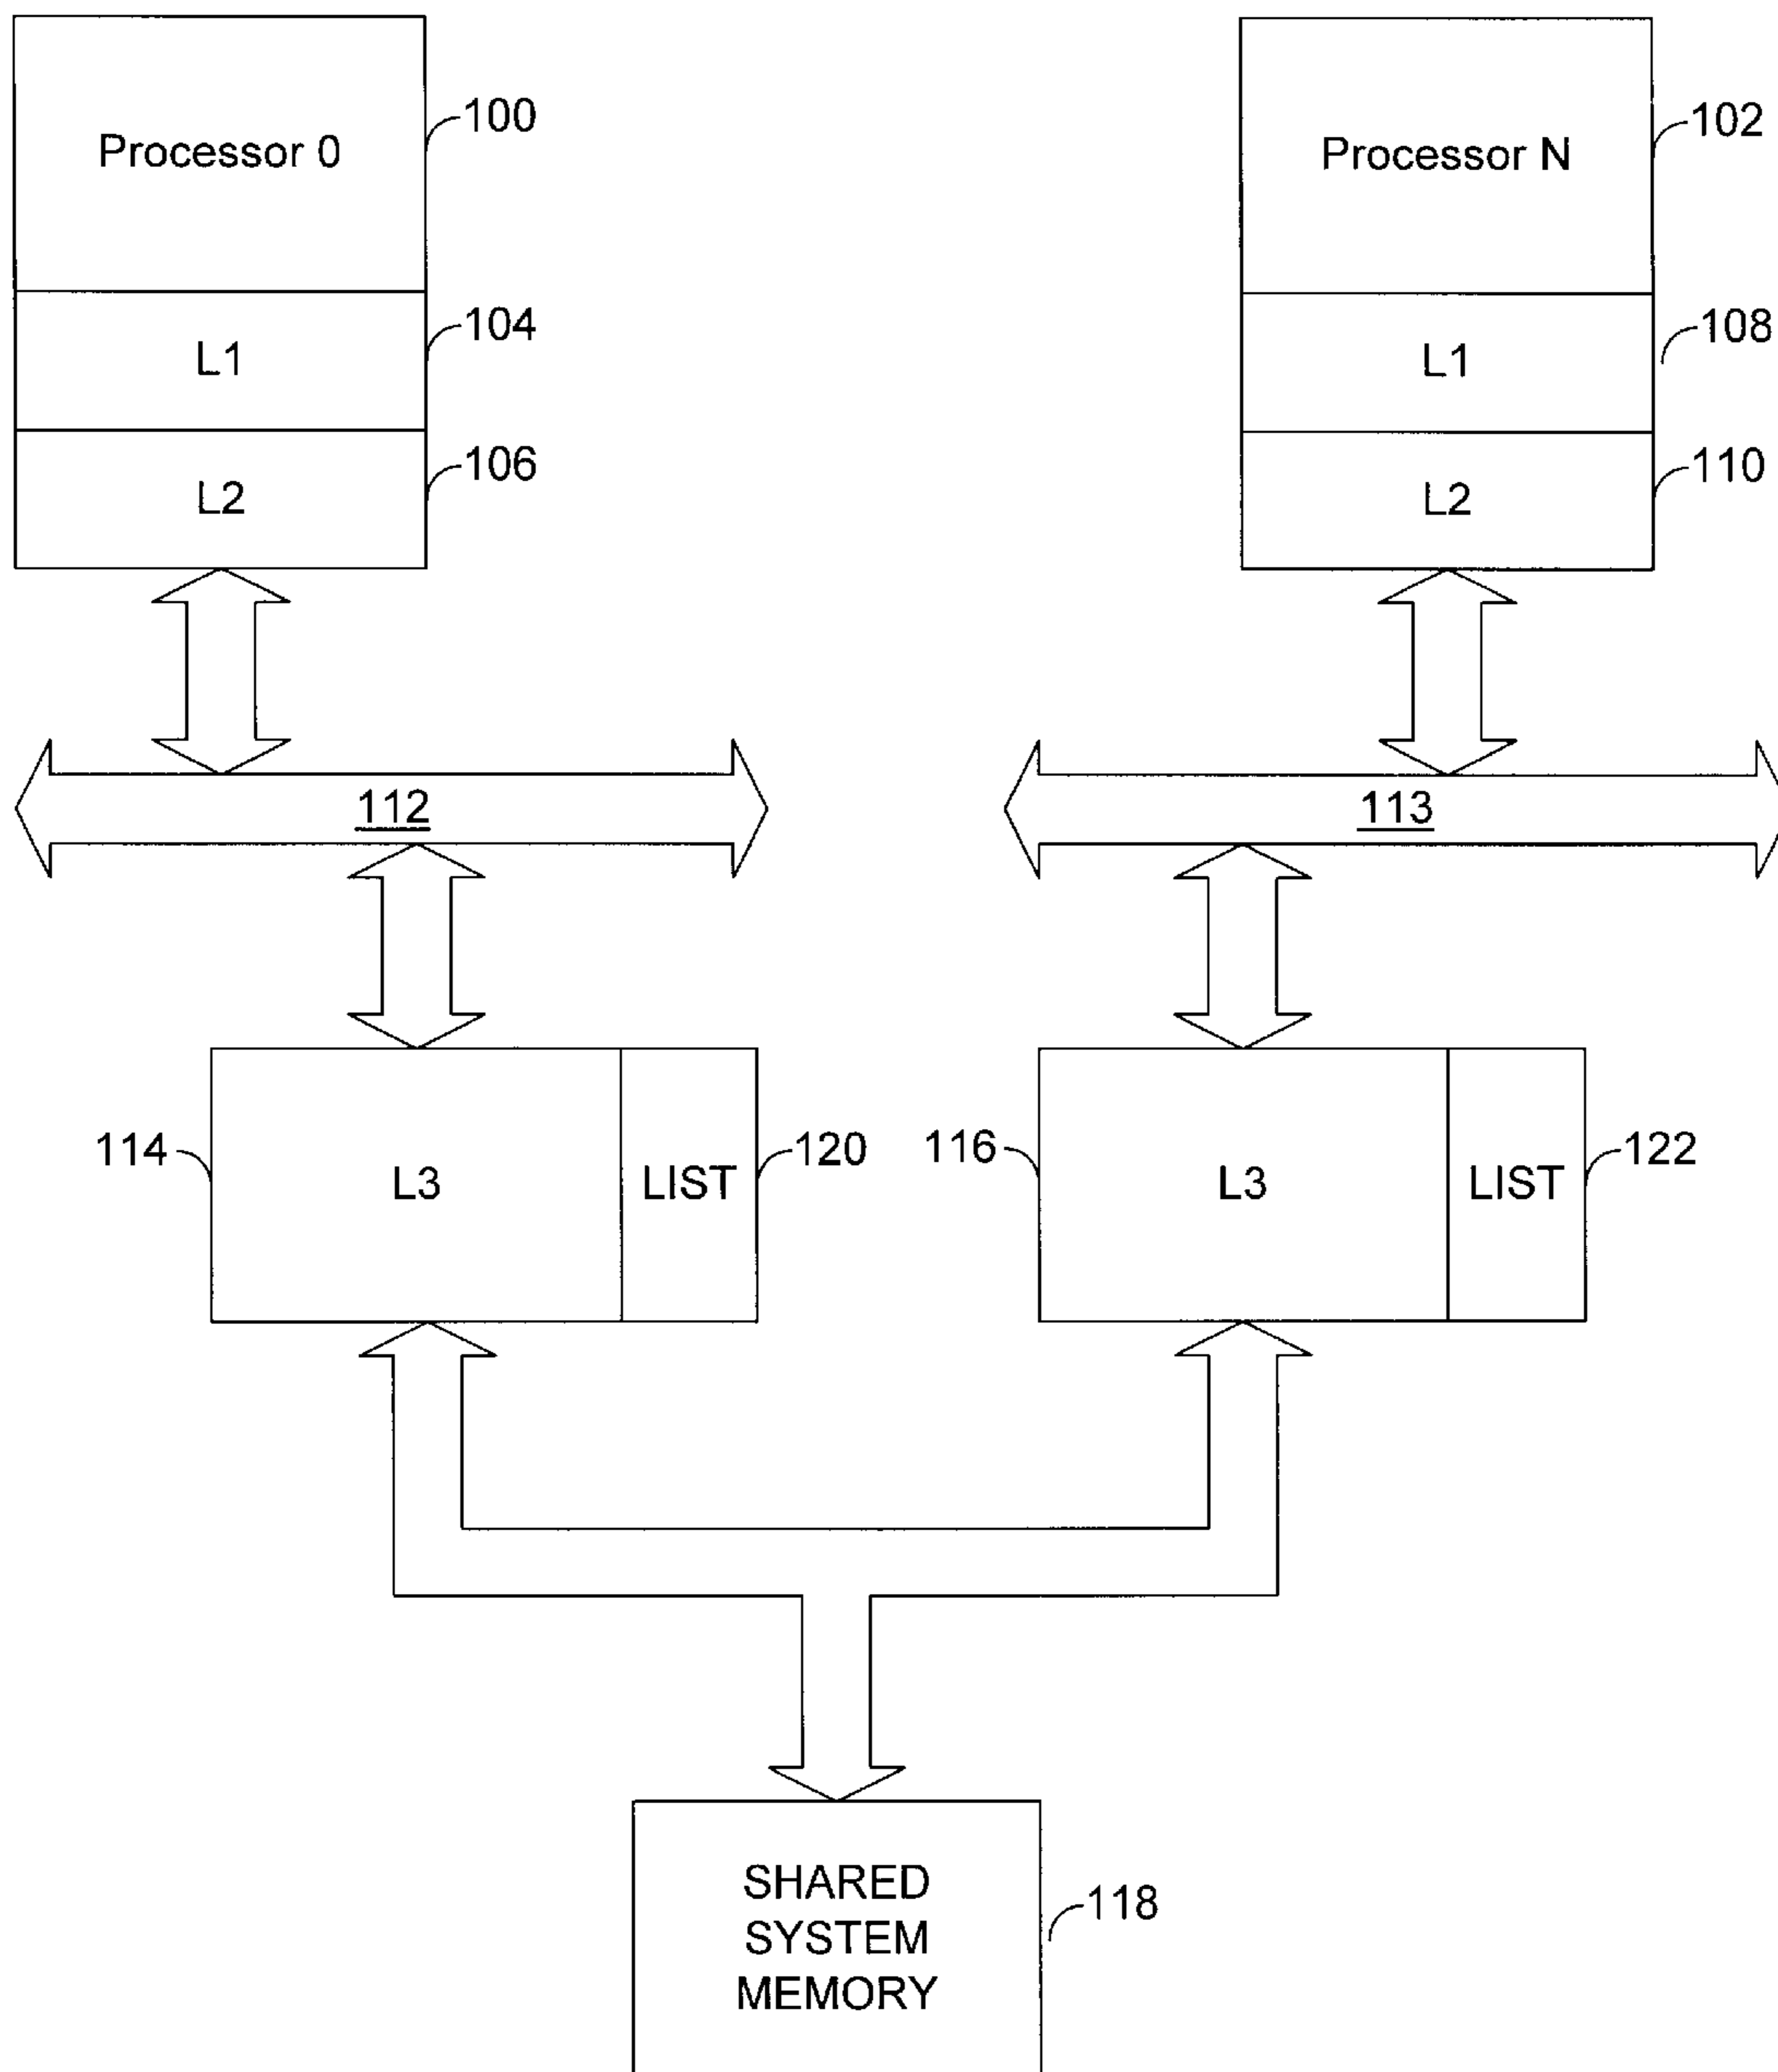 Processor 0
100
Processor N
102
L1
104
L1
108
L2
106
L2
110
112
113
114
L3
LIST
120
116
L3
LIST
122
SHARED
SYSTEM
MEMORY
118